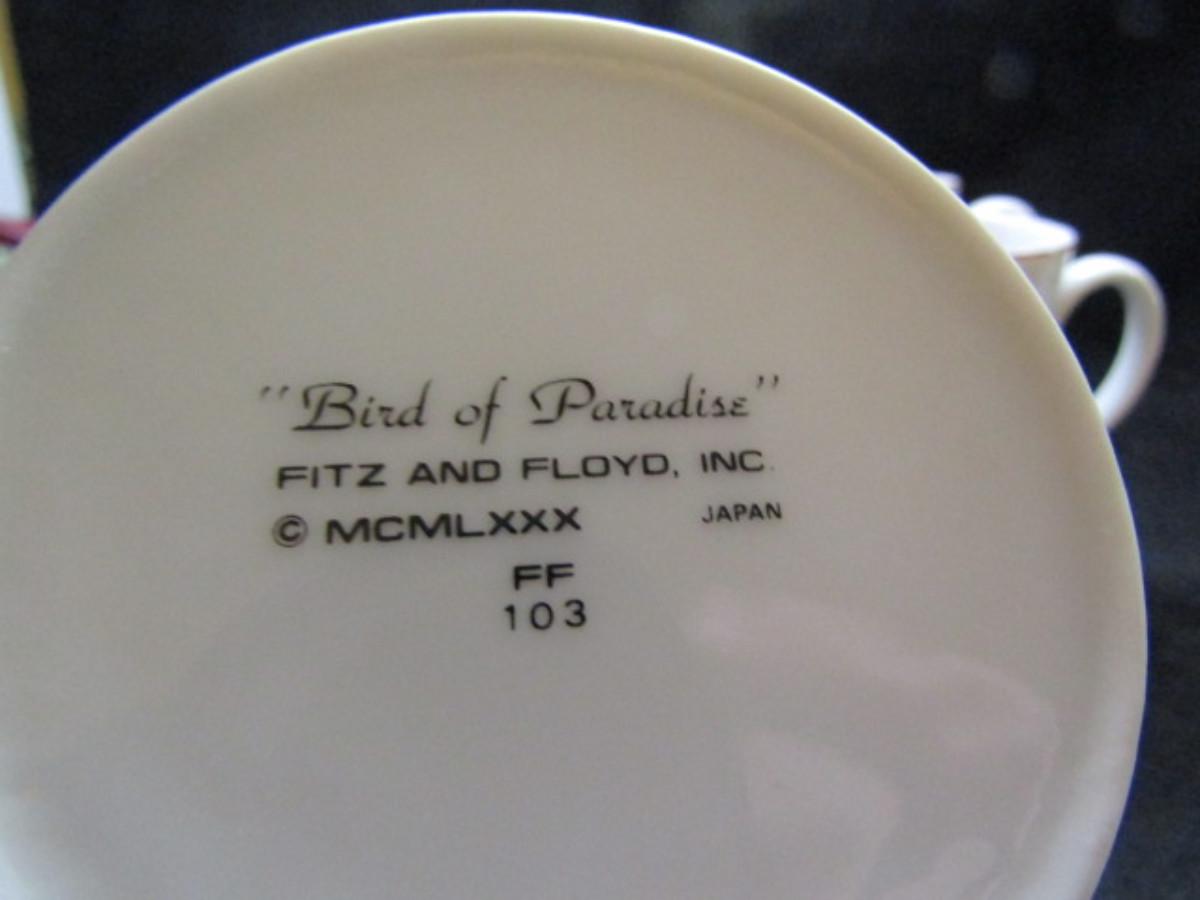 "Bird of Paradise"
FITZ AND FLOYD, INC.
© MCMLXXX JAPAN
FF
103